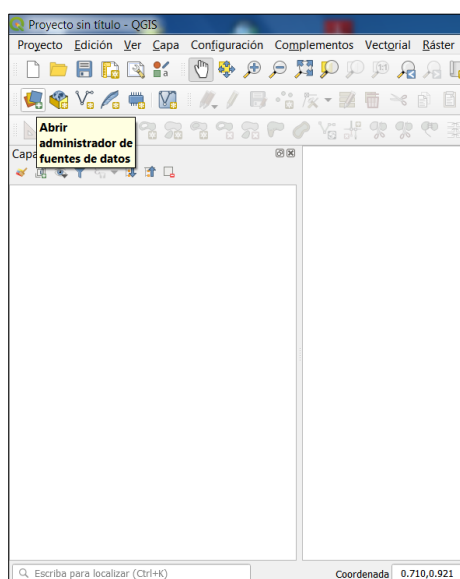 Proyecto sin título - QGIS
Proyecto Edición Ver Capa Configuración Complementos Vectorial Ráster
Abrir
administrador de
fuentes de datos
Capa
Escriba para localizar (Ctrl+K)
Coordenada 0.710,0.921